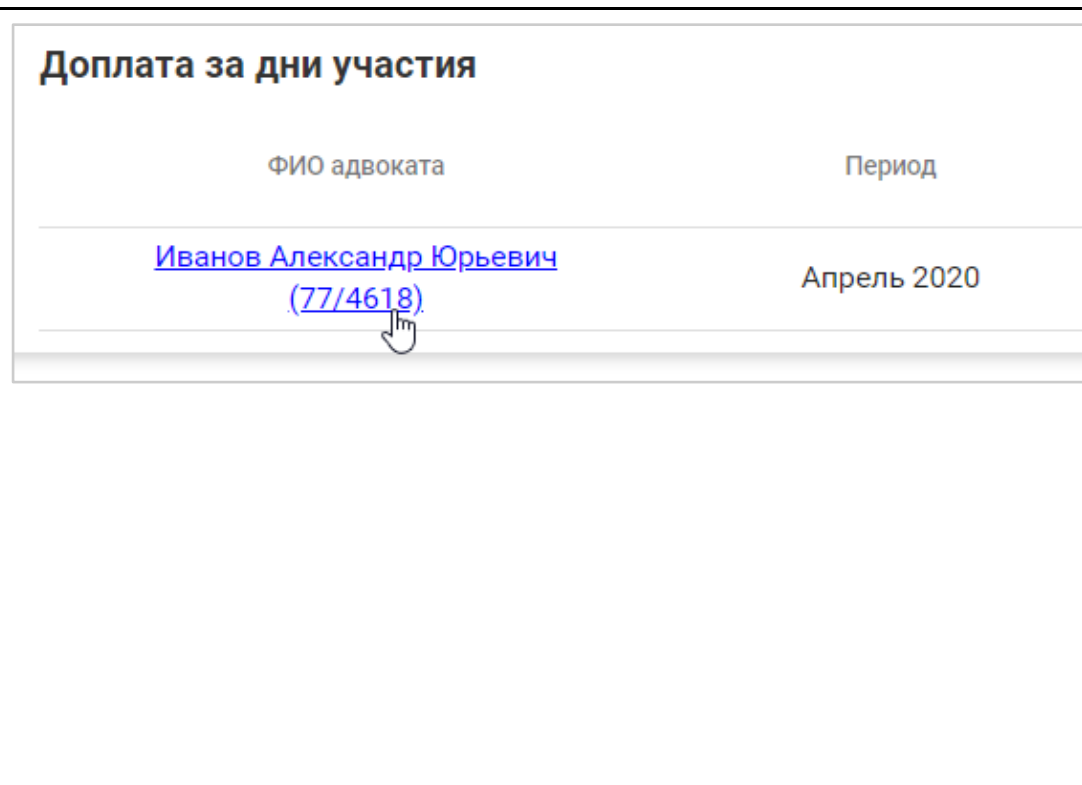 Доплата за дни участия
ФИО адвоката
Период
Иванов Александр Юрьевич
(77/4618)
Апрель 2020